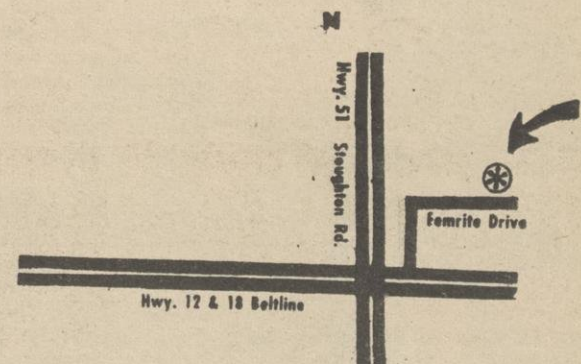 N
Hwy. 51 Stoughton Rd.
Femrite Drive
Hwy. 12 & 18 Beltline